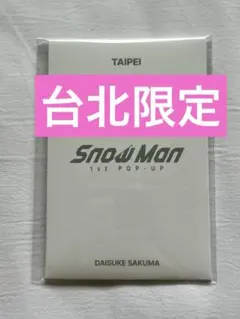 TAIPEI
台北限定
Snow Man
1st POP-UP
DAISUKE SAKUMA